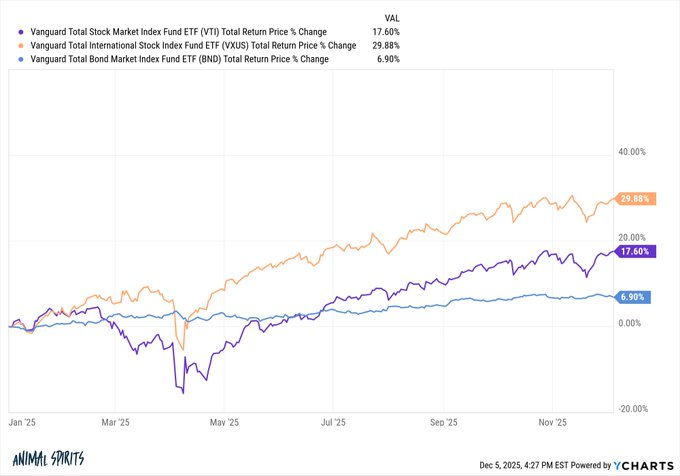 VAL
Vanguard Total Stock Market Index Fund ETF (VTI) Total Return Price % Change 17.60%
Vanguard Total International Stock Index Fund ETF (VXUS) Total Return Price % Change 29.88%
Vanguard Total Bond Market Index Fund ETF (BND) Total Return Price % Change 6.90%
40.00%
29.88%
20.00%
17.60%
6.90%
0.00%
-20.00%
Jan '25 Mar '25 May '25 Jul '25 Sep '25 Nov '25
ANIMAL SPIRITS
Dec 5, 2025, 4:27 PM EST Powered by YCHARTS